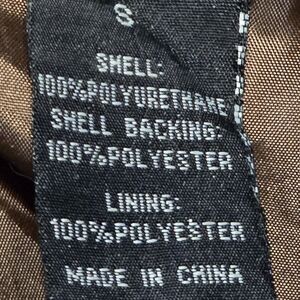 S
SHELL:
100%POLYURETHANE
SHELL BACKING:
100%POLYESTER
LINING:
100%POLYESTER
MADE IN CHINA